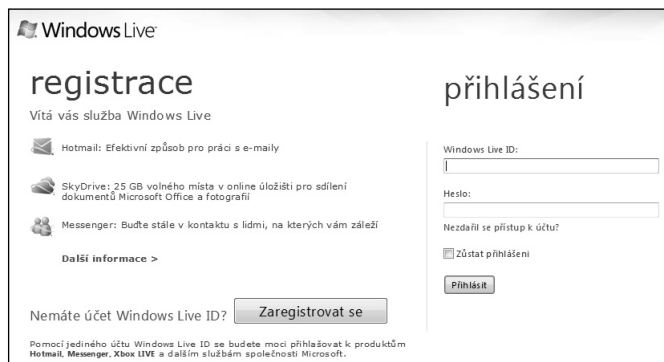 Windows Live™
registrace
Vítá vás služba Windows Live
Hotmail: Efektivní způsob pro práci s e-maily
SkyDrive: 25 GB volného místa v online úložišti pro sdílení
dokumentů Microsoft Office a fotografií
Messenger: Buďte stále v kontaktu s lidmi, na kterých vám záleží
Další informace >
Nemáte účet Windows Live ID? Zaregistrovat se
Pomocí jediného účtu Windows Live ID se budete moci přihlašovat k produktům
Hotmail, Messenger, Xbox LIVE a dalším službám společnosti Microsoft.
přihlášení
Windows Live ID:
Heslo:
Nezdařil se přístup k účtu?
Zůstat přihlášeni
Přihlásit